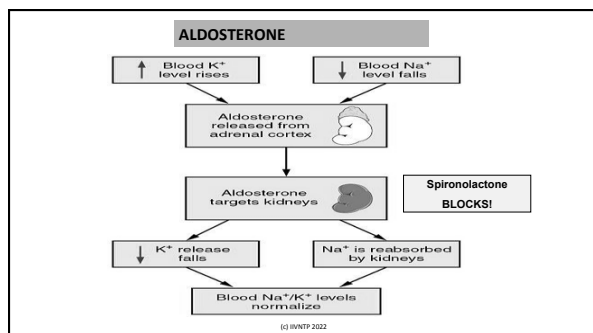 ALDOSTERONE
Blood K⁺
level rises
Blood Na⁺
level falls
Aldosterone
released from
adrenal cortex
Aldosterone
targets kidneys
Spironolactone
BLOCKS!
K⁺ release
falls
Na⁺ is reabsorbed
by kidneys
Blood Na⁺/K⁺ levels
normalize
(c) IIVNTP 2022